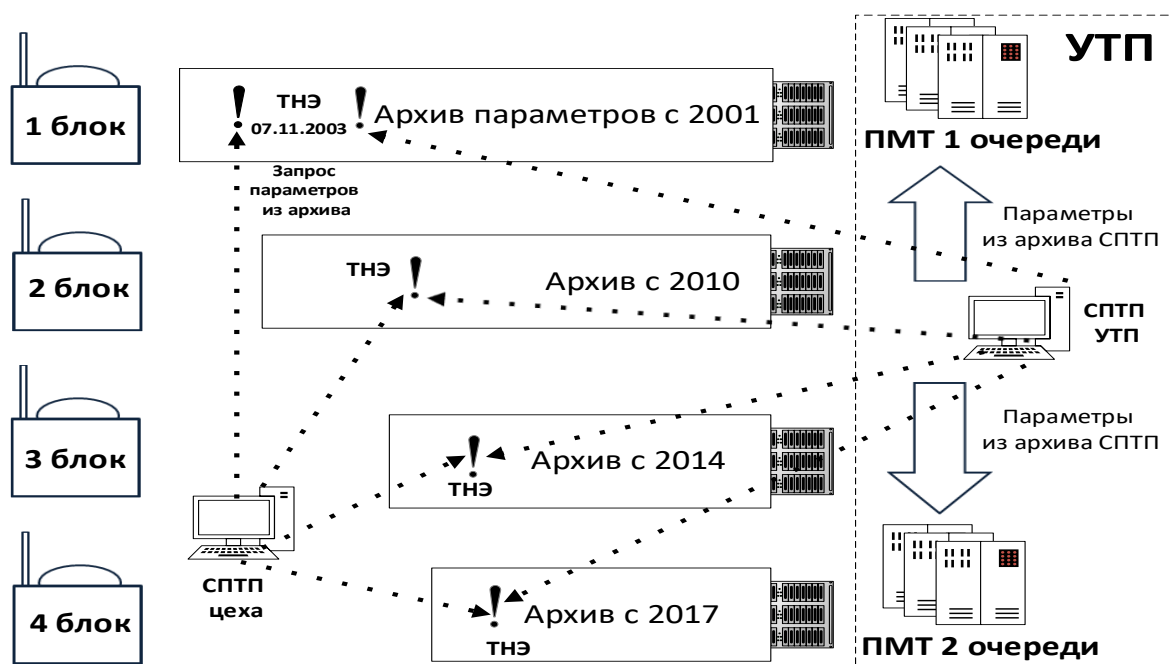 УТП
1 блок
ТНЭ
07.11.2003
Архив параметров с 2001
ПМТ 1 очереди
Запрос
параметров
из архива
Параметры
из архива СПТП
2 блок
ТНЭ
Архив с 2010
СПТП
УТП
3 блок
ТНЭ
Архив с 2014
Параметры
из архива СПТП
СПТП
цеха
4 блок
ТНЭ
Архив с 2017
ПМТ 2 очереди